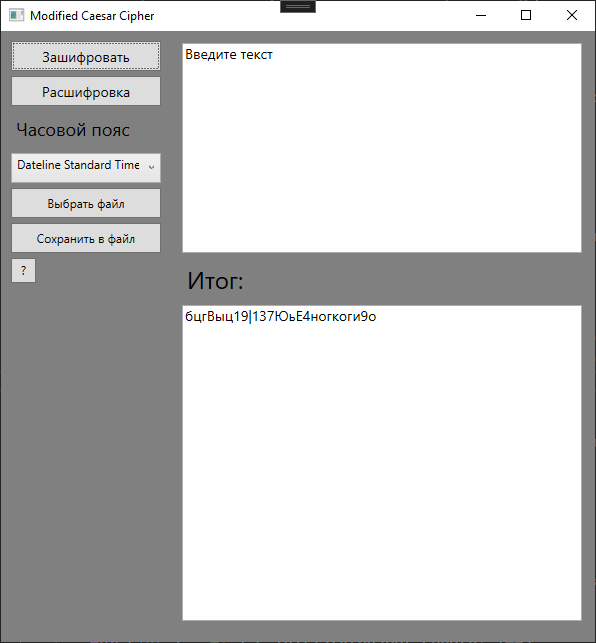 Modified Caesar Cipher
Зашифровать
Расшифровка
Часовой пояс
Dateline Standard Time
Выбрать файл
Сохранить в файл
?
Введите текст
Итог:
бцгВыц19|137ЮьЕ4ногкоги9о